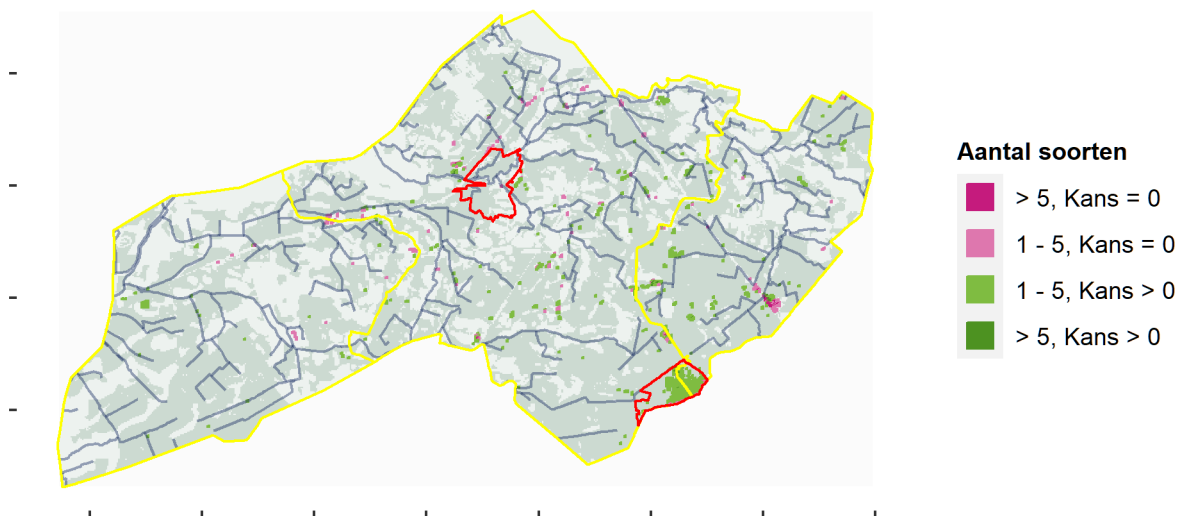 Aantal soorten
> 5, Kans = 0
1 - 5, Kans = 0
1 - 5, Kans > 0
> 5, Kans > 0